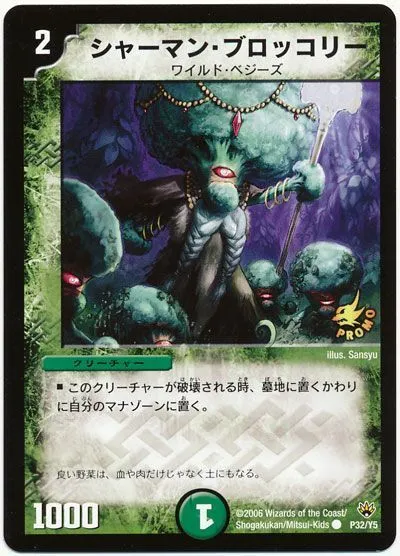 2
シャーマン・ブロッコリー
ワイルド・ベジーズ
PROMO
illus. Sansyu
クリーチャー
■ このクリーチャーが破壊される時、墓地に置くかわり
に自分のマナゾーンに置く。
良い野菜は、血や肉だけじゃなく土にもなる。
1000
1
©2006 Wizards of the Coast/
Shogakukan/Mitsui-Kids
P32/Y5